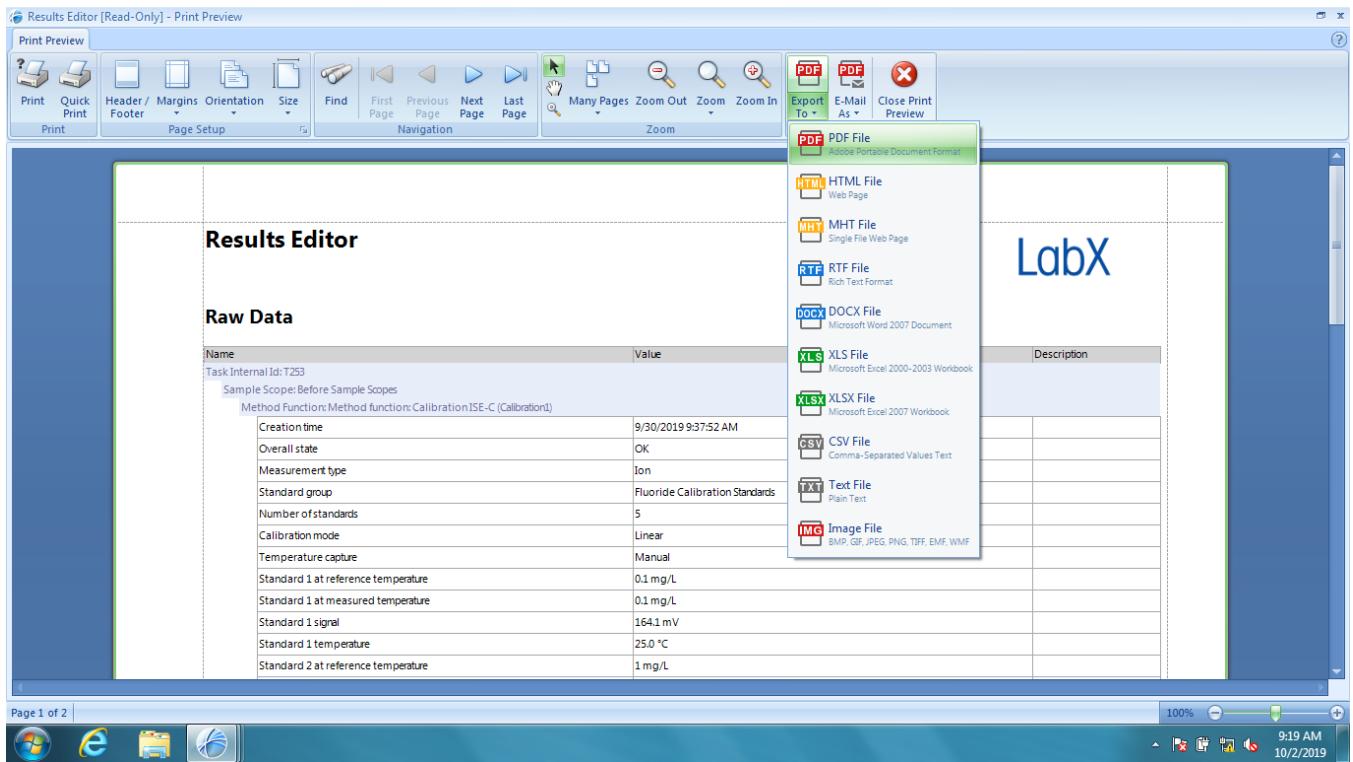 Results Editor [Read-Only] - Print Preview
Print Preview
?
Print
Quick Print
Header / Footer
Margins
Orientation
Size
Find
First Page
Previous Page
Next Page
Last Page
Many Pages
Zoom Out
Zoom
Zoom In
PDF
Export To
PDF
E-Mail As
Close Print Preview
Print
Page Setup
Navigation
Zoom
PDF PDF File
Adobe Portable Document Format
HTML HTML File
Web Page
MHT MHT File
Single File Web Page
RTF RTF File
Rich Text Format
DOCX DOCX File
Microsoft Word 2007 Document
XLS XLS File
Microsoft Excel 2000-2003 Workbook
XLSX XLSX File
Microsoft Excel 2007 Workbook
CSV CSV File
Comma-Separated Values Text
TXT Text File
Plain Text
IMG Image File
BMP, GIF, JPEG, PNG, TIFF, EMF, WMF
Results Editor
LabX
Raw Data
Name Value Description
Task Internal Id: T253
Sample Scope: Before Sample Scopes
Method Function: Method function: Calibration ISE-C (Calibration1)
Creation time 9/30/2019 9:37:52 AM
Overall state OK
Measurement type Ion
Standard group Fluoride Calibration Standards
Number of standards 5
Calibration mode Linear
Temperature capture Manual
Standard 1 at reference temperature 0.1 mg/L
Standard 1 at measured temperature 0.1 mg/L
Standard 1 signal 164.1 mV
Standard 1 temperature 25.0 °C
Standard 2 at reference temperature 1 mg/L
Page 1 of 2
100%
9:19 AM
10/2/2019